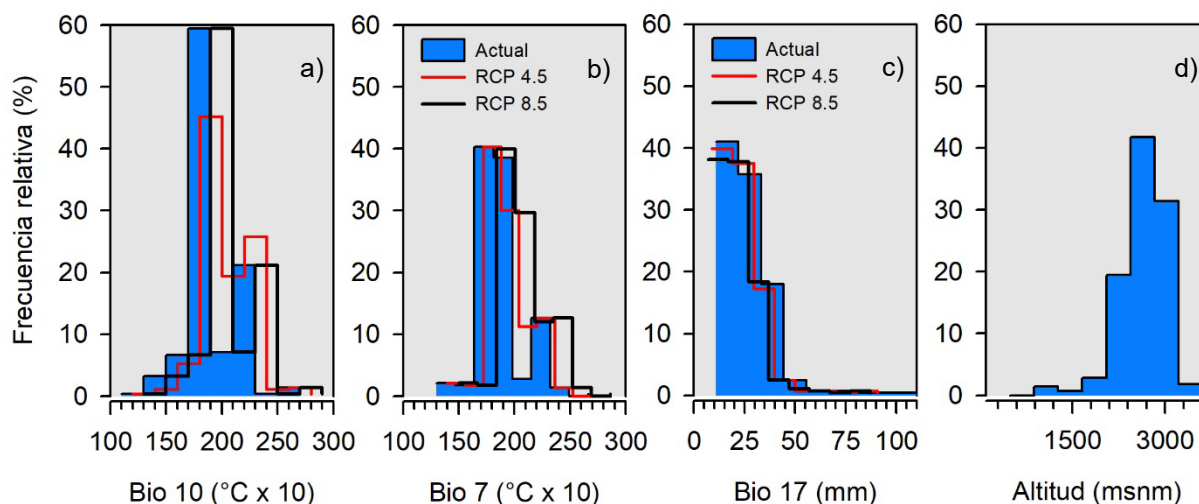 Frecuencia relativa (%)
60
50
40
30
20
10
0
a)
100 150 200 250 300
Bio 10 (°C x 10)
60
50
40
30
20
10
0
Actual
RCP 4.5
RCP 8.5
b)
100 150 200 250 300
Bio 7 (°C x 10)
60
50
40
30
20
10
0
Actual
RCP 4.5
RCP 8.5
c)
0 25 50 75 100
Bio 17 (mm)
60
50
40
30
20
10
0
d)
1500 3000
Altitud (msnm)